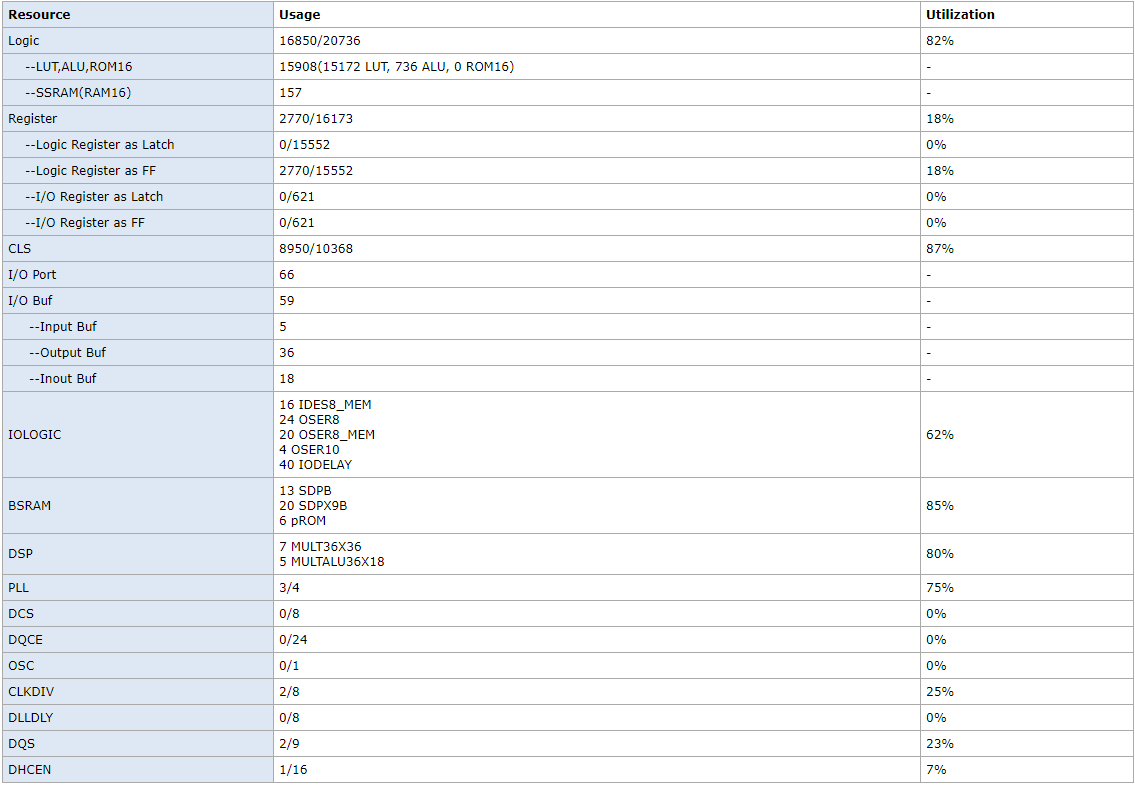 Resource Usage Utilization
Logic 16850/20736 82%
--LUT,ALU,ROM16 15908(15172 LUT, 736 ALU, 0 ROM16) -
--SSRAM(RAM16) 157 -
Register 2770/16173 18%
--Logic Register as Latch 0/15552 0%
--Logic Register as FF 2770/15552 18%
--I/O Register as Latch 0/621 0%
--I/O Register as FF 0/621 0%
CLS 8950/10368 87%
I/O Port 66 -
I/O Buf 59 -
--Input Buf 5 -
--Output Buf 36 -
--Inout Buf 18 -
IOLOGIC
16 IDES8_MEM
24 OSER8
20 OSER8_MEM
4 OSER10
40 IODELAY
62%
BSRAM
13 SDPB
20 SDPX9B
6 pROM
85%
DSP
7 MULT36X36
5 MULTALU36X18
80%
PLL 3/4 75%
DCS 0/8 0%
DQCE 0/24 0%
OSC 0/1 0%
CLKDIV 2/8 25%
DLLDLY 0/8 0%
DQS 2/9 23%
DHCEN 1/16 7%